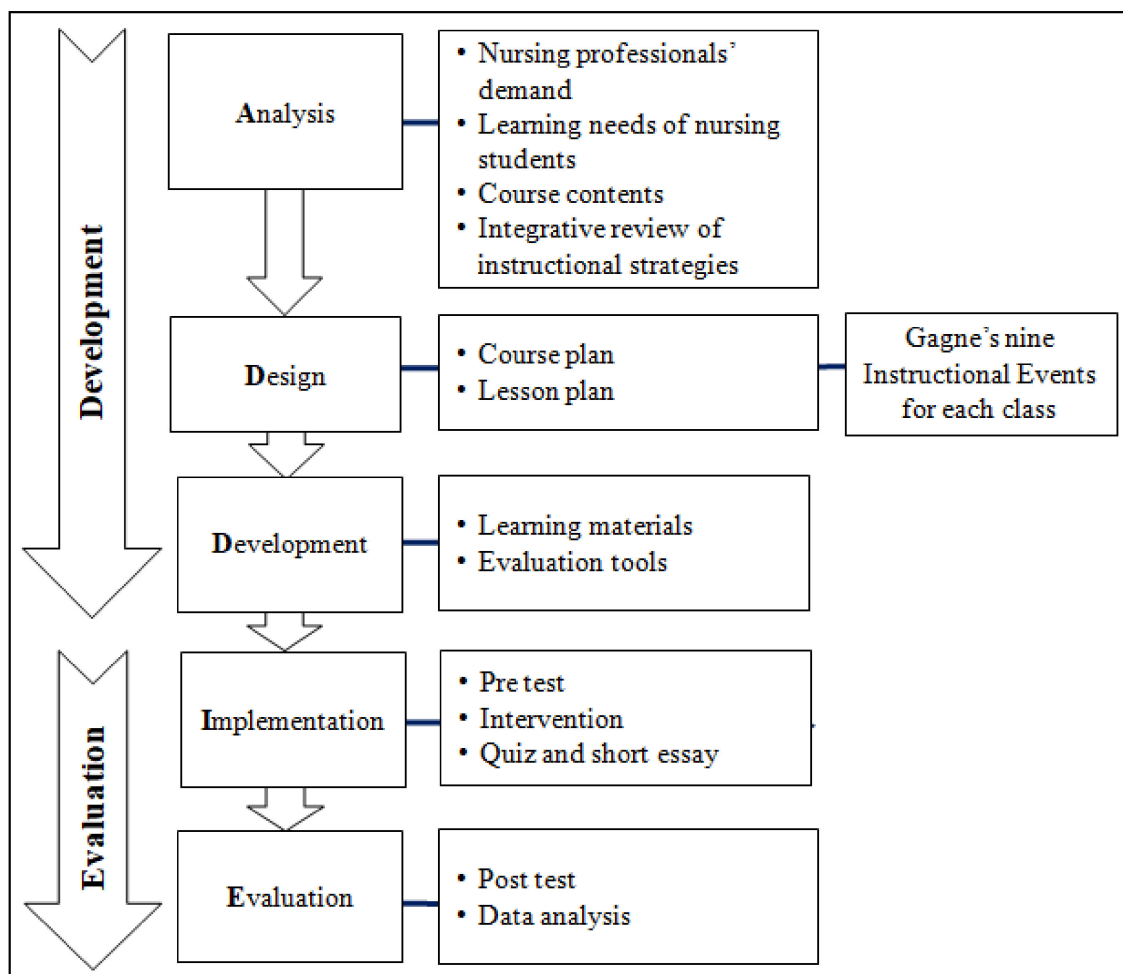 Development
Analysis
• Nursing professionals’
demand
• Learning needs of nursing
students
• Course contents
• Integrative review of
instructional strategies
Design
• Course plan
• Lesson plan
Gagne’s nine
Instructional Events
for each class
Development
• Learning materials
• Evaluation tools
Evaluation
Implementation
• Pre test
• Intervention
• Quiz and short essay
Evaluation
• Post test
• Data analysis